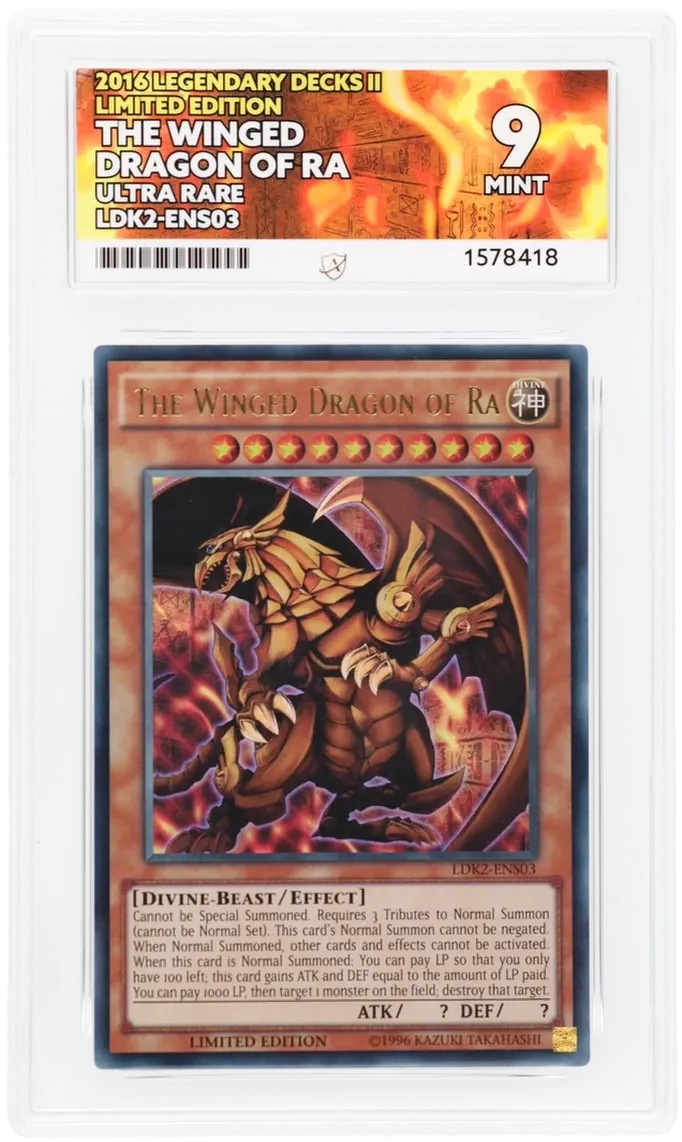 2016 LEGENDARY DECKS II
LIMITED EDITION
THE WINGED
DRAGON OF RA
ULTRA RARE
LDK2-ENS03
9
MINT
1578418
THE WINGED DRAGON OF RA
DIVINE
神
LDK2-ENS03
[DIVINE-BEAST/EFFECT]
Cannot be Special Summoned. Requires 3 Tributes to Normal Summon
(cannot be Normal Set). This card's Normal Summon cannot be negated.
When Normal Summoned, other cards and effects cannot be activated.
When this card is Normal Summoned: You can pay LP so that you only
have 100 left; this card gains ATK and DEF equal to the amount of LP paid.
You can pay 1000 LP, then target 1 monster on the field; destroy that target.
ATK/ ? DEF/ ?
LIMITED EDITION ©1996 KAZUKI TAKAHASHI